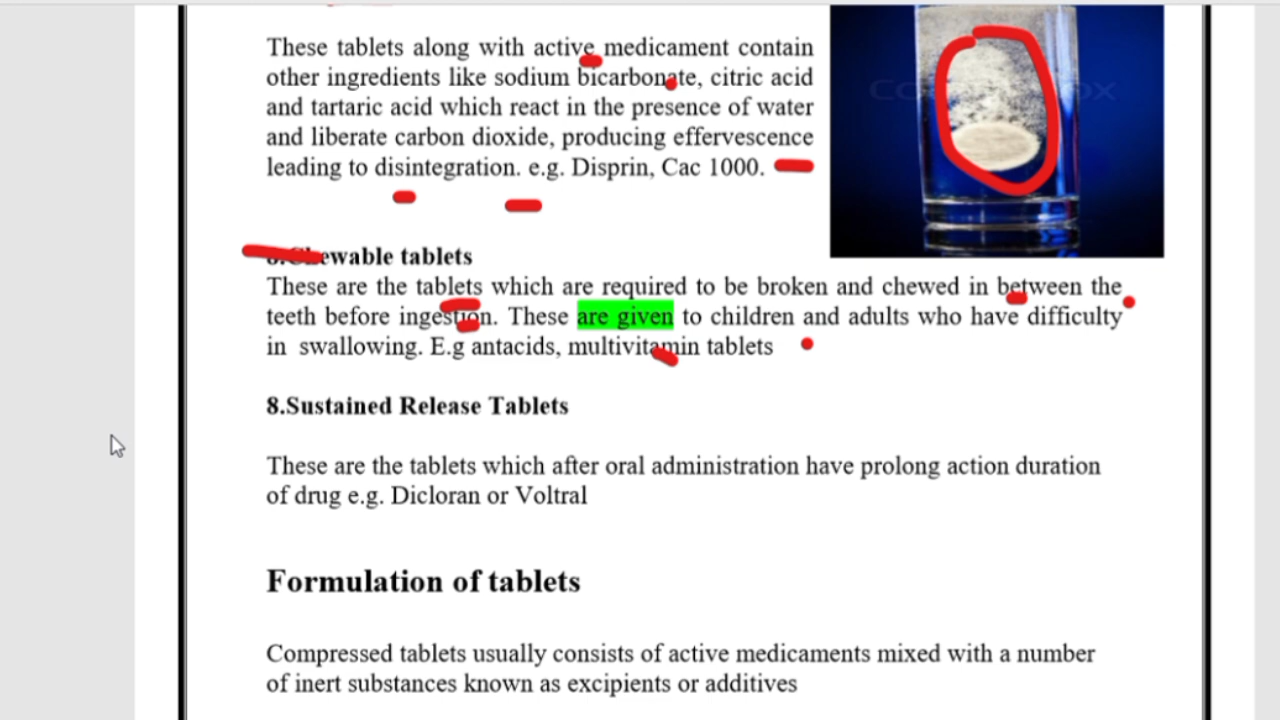 These tablets along with active medicament contain
other ingredients like sodium bicarbonate, citric acid
and tartaric acid which react in the presence of water
and liberate carbon dioxide, producing effervescence
leading to disintegration. e.g. Disprin, Cac 1000.
Chewable tablets
These are the tablets which are required to be broken and chewed in between the
teeth before ingestion. These are given to children and adults who have difficulty
in swallowing. E.g antacids, multivitamin tablets
8.Sustained Release Tablets
These are the tablets which after oral administration have prolong action duration
of drug e.g. Dicloran or Voltral
Formulation of tablets
Compressed tablets usually consists of active medicaments mixed with a number
of inert substances known as excipients or additives